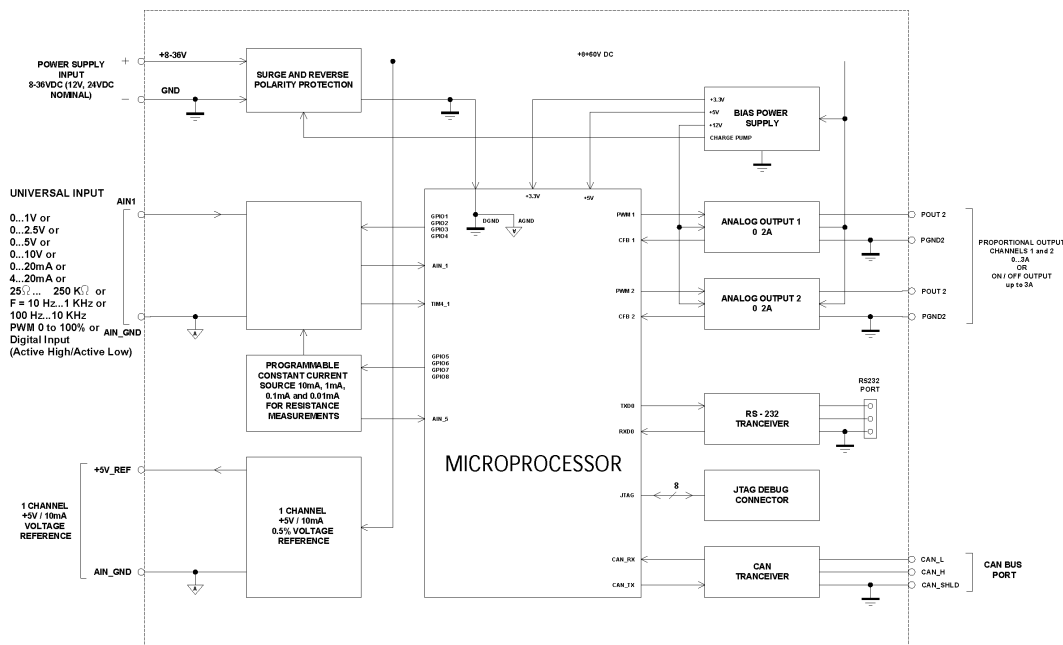 POWER SUPPLY
INPUT
8-36VDC (12V, 24VDC
NOMINAL)
+
+8-36V
–
GND
SURGE AND REVERSE
POLARITY PROTECTION
+8+60V DC
+3.3V
+5V
+12V
CHARGE PUMP
BIAS POWER
SUPPLY
UNIVERSAL INPUT
0...1V or
0...2.5V or
0...5V or
0...10V or
0...20mA or
4...20mA or
25Ω ... 250 KΩ or
F = 10 Hz...1 KHz or
100 Hz...10 KHz
PWM 0 to 100% or
Digital Input
(Active High/Active Low)
AIN1
AIN_GND
A
PROGRAMMABLE
CONSTANT CURRENT
SOURCE 10mA, 1mA,
0.1mA and 0.01mA
FOR RESISTANCE
MEASUREMENTS
+5V_REF
1 CHANNEL
+5V / 10mA
VOLTAGE
REFERENCE
AIN_GND
A
1 CHANNEL
+5V / 10mA
0.5% VOLTAGE
REFERENCE
GPIO1
GPIO2
GPIO3
GPIO4
AIN_1
TIM4_1
GPIO5
GPIO6
GPIO7
GPIO8
AIN_5
DGND
AGND
A
+3.3V
+5V
MICROPROCESSOR
PWM 1
CFB 1
PWM 2
CFB 2
TXD0
RXD0
JTAG
8
CAN_RX
CAN_TX
ANALOG OUTPUT 1
0 2A
ANALOG OUTPUT 2
0 2A
RS - 232
TRANCEIVER
JTAG DEBUG
CONNECTOR
CAN
TRANCEIVER
RS232
PORT
POUT 2
PGND2
POUT 2
PGND2
PROPORTIONAL OUTPUT
CHANNELS 1 and 2
0...3A
OR
ON / OFF OUTPUT
up to 3A
CAN_L
CAN_H
CAN_SHLD
CAN BUS
PORT